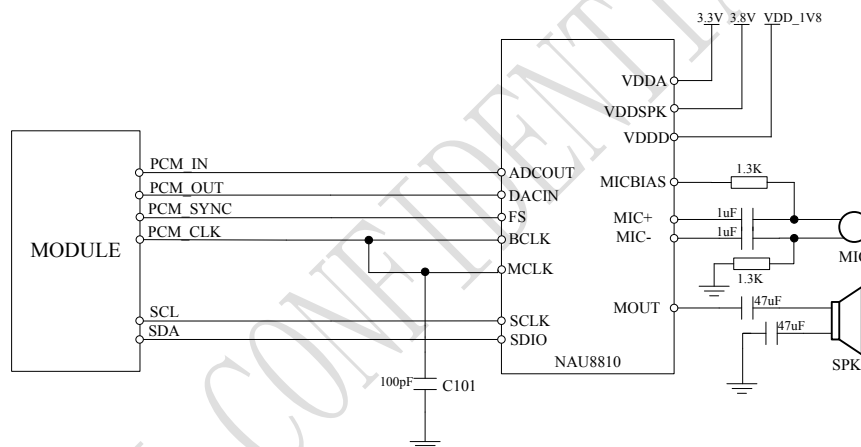 3.3V 3.8V VDD_1V8
VDDA
VDDSPK
VDDD
PCM_IN
ADCOUT
MICBIAS
1.3K
PCM_OUT
DACIN
PCM_SYNC
FS
MIC+
1uF
PCM_CLK
BCLK
MIC-
1uF
MODULE
MIC
MCLK
1.3K
SCL
SCLK
MOUT
47uF
SDA
SDIO
47uF
NAU8810
SPK
100pF
C101
CONFIDENTIA